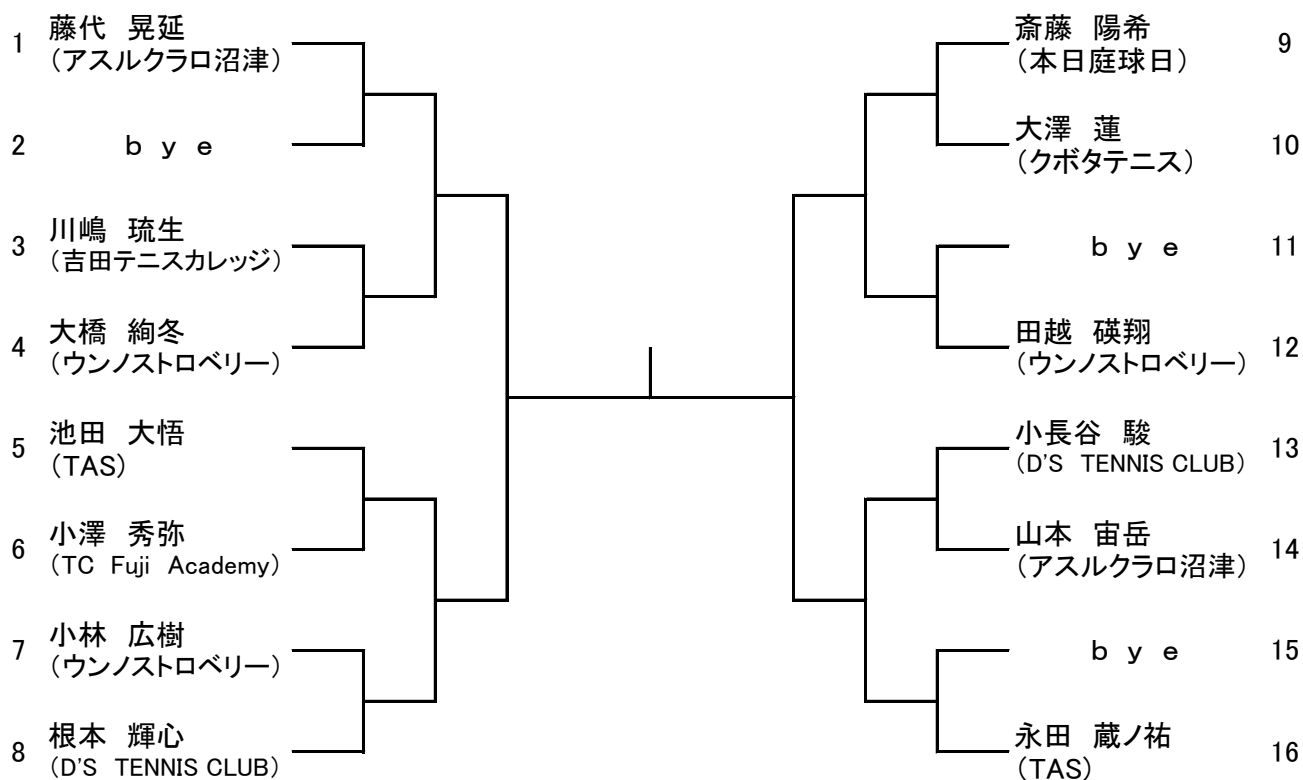 1 藤代 晃延
(アスルクラロ沼津)
2 bye
3 川嶋 琉生
(吉田テニスカレッジ)
4 大橋 絢冬
(ウンノストロベリー)
5 池田 大悟
(TAS)
6 小澤 秀弥
(TC Fuji Academy)
7 小林 広樹
(ウンノストロベリー)
8 根本 輝心
(D'S TENNIS CLUB)
斎藤 陽希 9
(本日庭球日)
大澤 蓮 10
(クボタテニス)
bye 11
田越 碤翔 12
(ウンノストロベリー)
小長谷 駿 13
(D'S TENNIS CLUB)
山本 宙岳 14
(アスルクラロ沼津)
bye 15
永田 蔵ノ祐 16
(TAS)